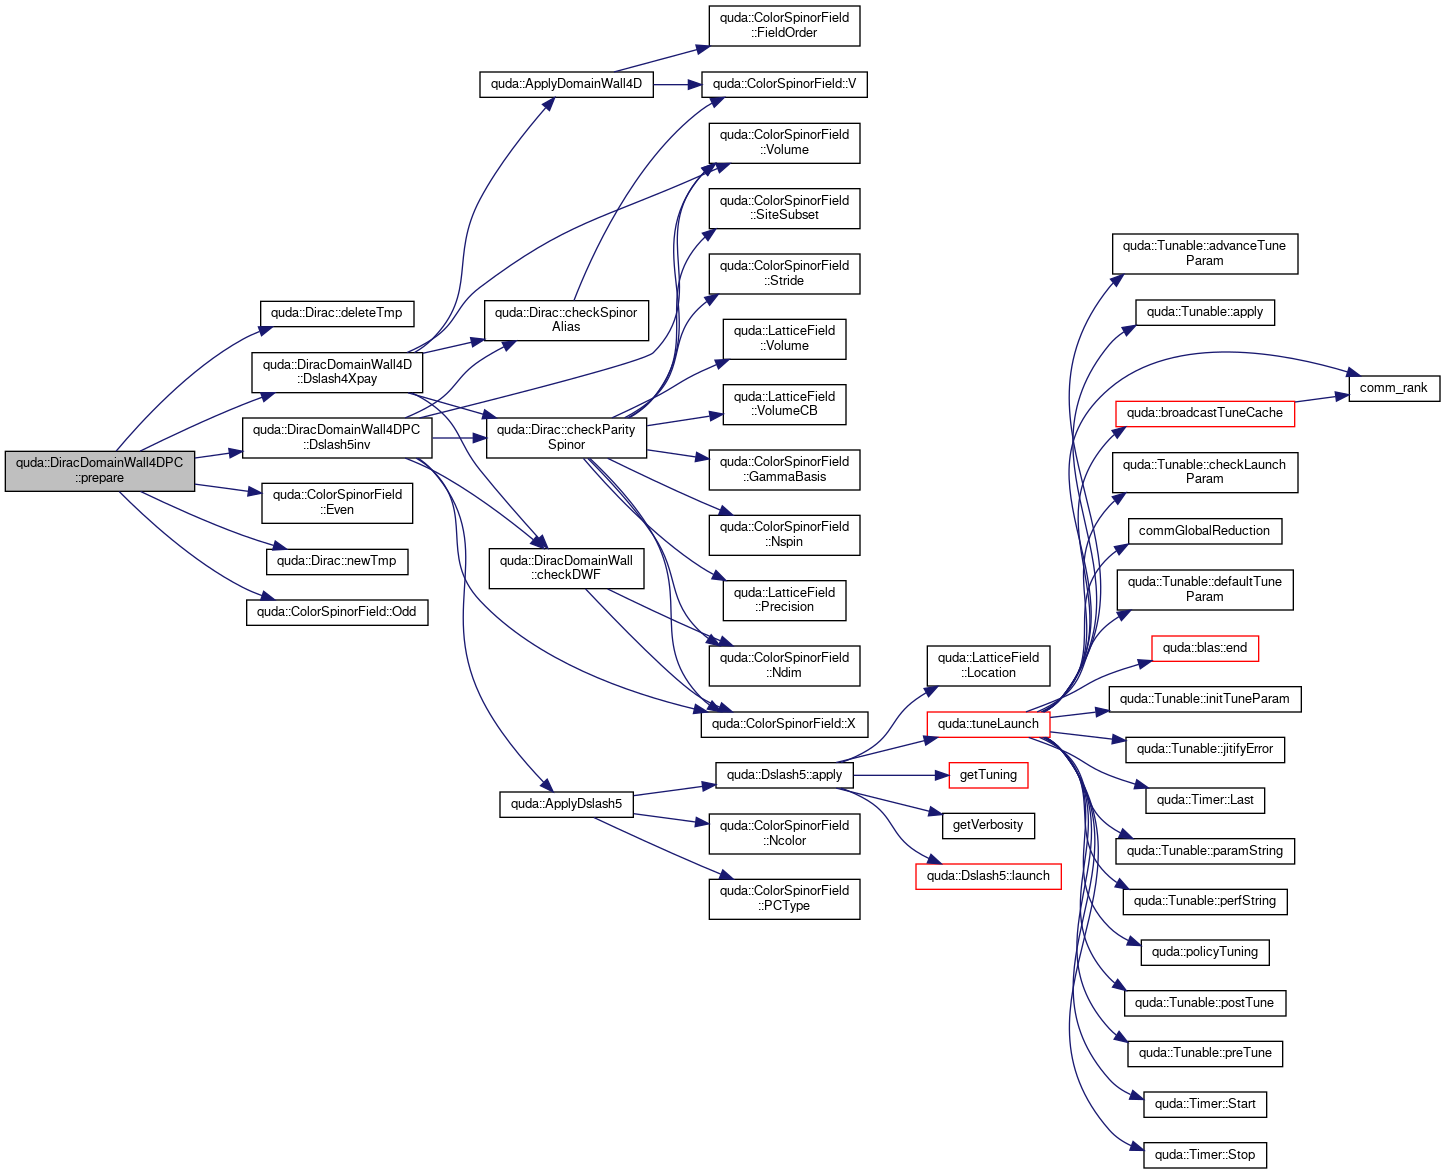 quda::DiracDomainWall4DPC
::prepare
quda::Dirac::deleteTmp
quda::DiracDomainWall4D
::Dslash4Xpay
quda::DiracDomainWall4DPC
::Dslash5inv
quda::ColorSpinorField
::Even
quda::Dirac::newTmp
quda::ColorSpinorField::Odd
quda::ApplyDomainWall4D
quda::Dirac::checkSpinor
Alias
quda::Dirac::checkParity
Spinor
quda::DiracDomainWall
::checkDWF
quda::ApplyDslash5
quda::ColorSpinorField
::FieldOrder
quda::ColorSpinorField::V
quda::ColorSpinorField
::Volume
quda::ColorSpinorField
::SiteSubset
quda::ColorSpinorField
::Stride
quda::LatticeField
::Volume
quda::LatticeField
::VolumeCB
quda::ColorSpinorField
::GammaBasis
quda::ColorSpinorField
::Nspin
quda::LatticeField
::Precision
quda::ColorSpinorField
::Ndim
quda::ColorSpinorField::X
quda::Dslash5::apply
quda::ColorSpinorField
::Ncolor
quda::ColorSpinorField
::PCType
quda::LatticeField
::Location
quda::tuneLaunch
getTuning
getVerbosity
quda::Dslash5::launch
quda::Tunable::advanceTune
Param
quda::Tunable::apply
quda::broadcastTuneCache
quda::Tunable::checkLaunch
Param
commGlobalReduction
quda::Tunable::defaultTune
Param
quda::blas::end
quda::Tunable::initTuneParam
quda::Tunable::jitifyError
quda::Timer::Last
quda::Tunable::paramString
quda::Tunable::perfString
quda::policyTuning
quda::Tunable::postTune
quda::Tunable::preTune
quda::Timer::Start
quda::Timer::Stop
comm_rank